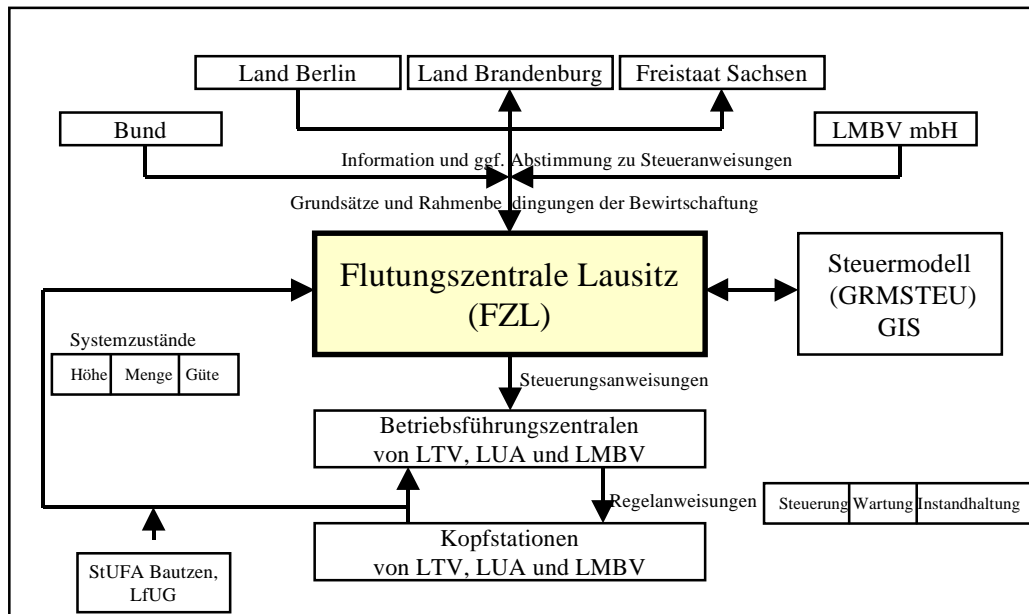 Land Berlin
Land Brandenburg
Freistaat Sachsen
Bund
LMBV mbH
Information und ggf. Abstimmung zu Steueranweisungen
Grundsätze und Rahmenbe dingungen der Bewirtschaftung
Flutungszentrale Lausitz
(FZL)
Steuermodell
(GRMSTEU)
GIS
Systemzustände
Höhe Menge Güte
Steuerungsanweisungen
Betriebsführungszentralen
von LTV, LUA und LMBV
Regelanweisungen
Steuerung Wartung Instandhaltung
Kopfstationen
von LTV, LUA und LMBV
StUFA Bautzen,
LfUG